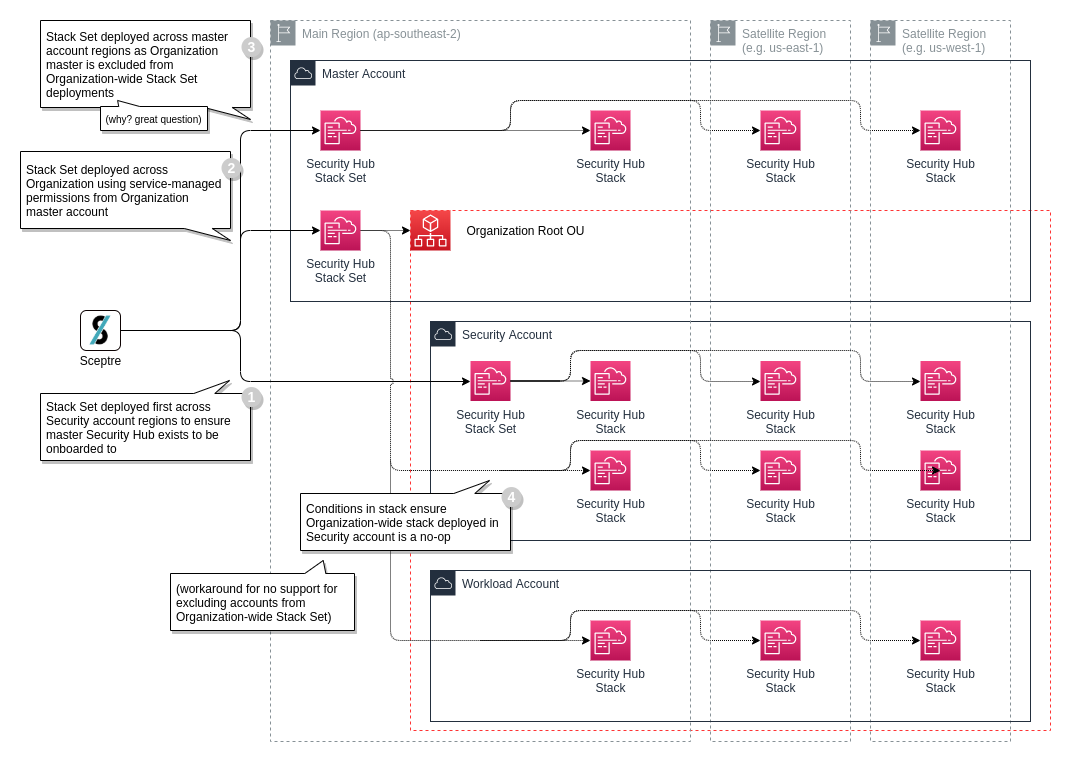 Stack Set deployed across master
account regions as Organization
master is excluded from
Organization-wide Stack Set
deployments
3
(why? great question)
Main Region (ap-southeast-2)
Satellite Region
(e.g. us-east-1)
Satellite Region
(e.g. us-west-1)
Master Account
Security Hub
Stack Set
Security Hub
Stack
Security Hub
Stack
Security Hub
Stack
Stack Set deployed across
Organization using service-managed
permissions from Organization
master account
2
Security Hub
Stack Set
Organization Root OU
Sceptre
Security Account
Security Hub
Stack Set
Security Hub
Stack
Security Hub
Stack
Security Hub
Stack
Stack Set deployed first across
Security account regions to ensure
master Security Hub exists to be
onboarded to
1
Security Hub
Stack
Security Hub
Stack
Security Hub
Stack
Conditions in stack ensure
Organization-wide stack deployed in
Security account is a no-op
4
(workaround for no support for
excluding accounts from
Organization-wide Stack Set)
Workload Account
Security Hub
Stack
Security Hub
Stack
Security Hub
Stack